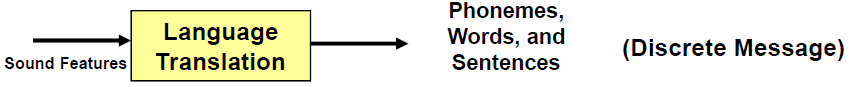 Sound Features
Language
Translation
Phonemes,
Words, and
Sentences
(Discrete Message)